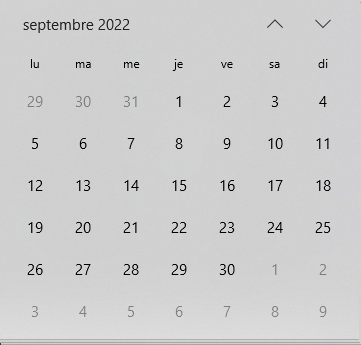 septembre 2022
lu ma me je ve sa di
29 30 31 1 2 3 4
5 6 7 8 9 10 11
12 13 14 15 16 17 18
19 20 21 22 23 24 25
26 27 28 29 30 1 2
3 4 5 6 7 8 9